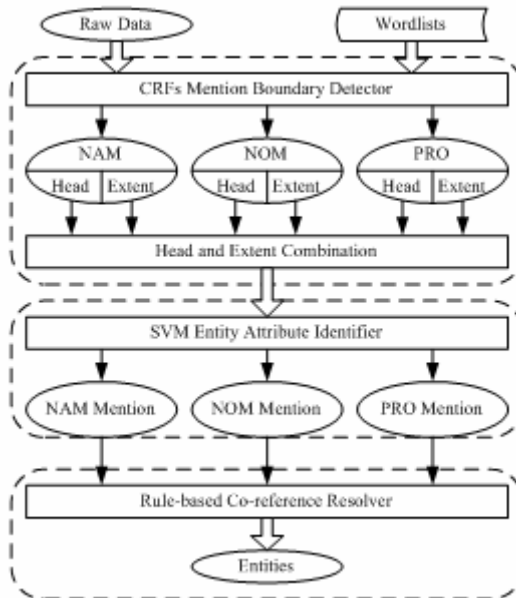 Raw Data
Wordlists
CRFs Mention Boundary Detector
NAM
NOM
PRO
Head Extent
Head Extent
Head Extent
Head and Extent Combination
SVM Entity Attribute Identifier
NAM Mention
NOM Mention
PRO Mention
Rule-based Co-reference Resolver
Entities